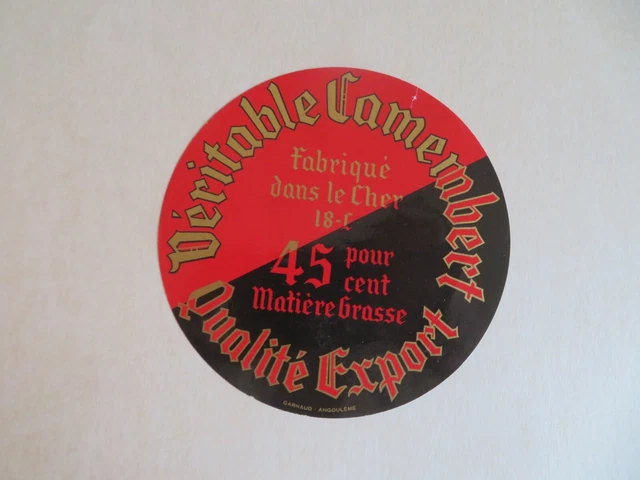 Véritable Camembert
Fabriqué
dans le Cher
18-C
45 pour
cent
Matière Grasse
Qualité Export
GARNAUD - ANGOULÊME